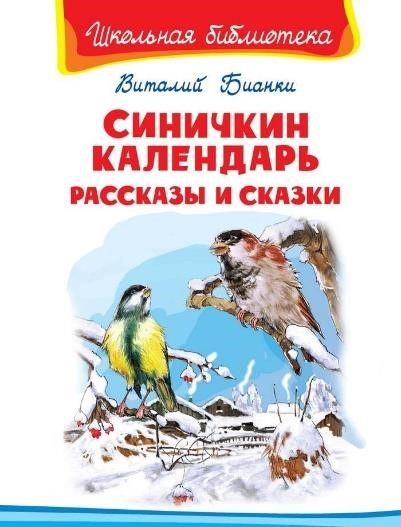 Школьная библиотека
Виталий Бианки
СИНИЧКИН
КАЛЕНДАРЬ
РАССКАЗЫ И СКАЗКИ